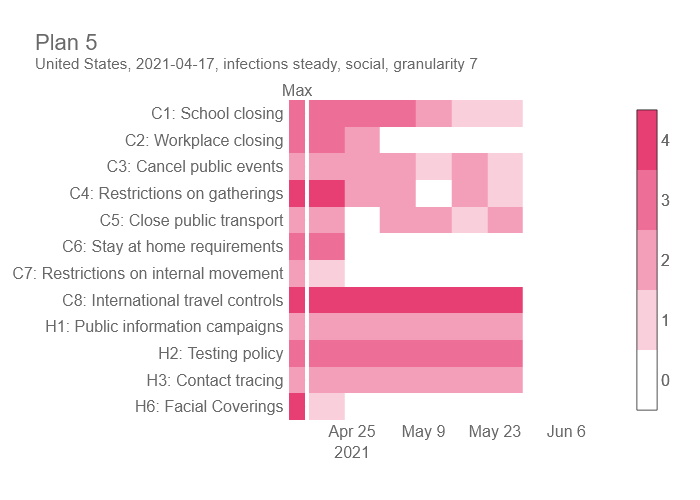 Plan 5
United States, 2021-04-17, infections steady, social, granularity 7
Max
C1: School closing
C2: Workplace closing
C3: Cancel public events
C4: Restrictions on gatherings
C5: Close public transport
C6: Stay at home requirements
C7: Restrictions on internal movement
C8: International travel controls
H1: Public information campaigns
H2: Testing policy
H3: Contact tracing
H6: Facial Coverings
Apr 25 May 9 May 23 Jun 6
2021
4
3
2
1
0